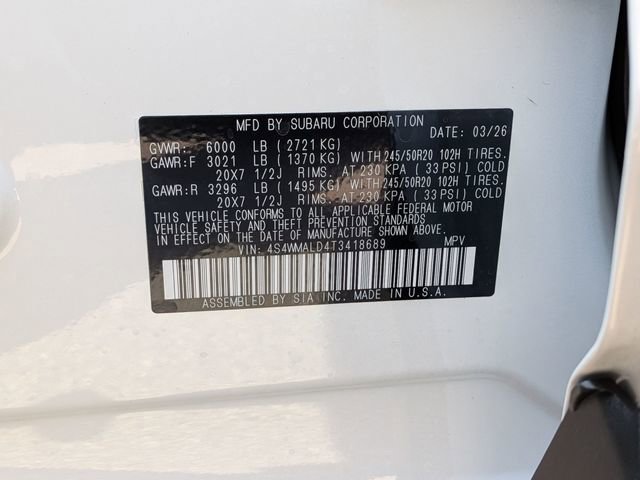 MFD BY SUBARU CORPORATION DATE: 03/26
GVWR: 6000 LB ( 2721 KG)
GAWR:F 3021 LB ( 1370 KG) WITH 245/50R20 102H TIRES.
20X7 1/2J RIMS. AT 230 KPA ( 33 PSI) COLD
GAWR:R 3296 LB ( 1495 KG) WITH 245/50R20 102H TIRES.
20X7 1/2J RIMS. AT 230 KPA ( 33 PSI) COLD
THIS VEHICLE CONFORMS TO ALL APPLICABLE FEDERAL MOTOR
VEHICLE SAFETY AND THEFT PREVENTION STANDARDS
IN EFFECT ON THE DATE OF MANUFACTURE SHOWN ABOVE.
VIN: 4S4WMALD4T3418689 MPV
ASSEMBLED BY SIA INC. MADE IN U.S.A.